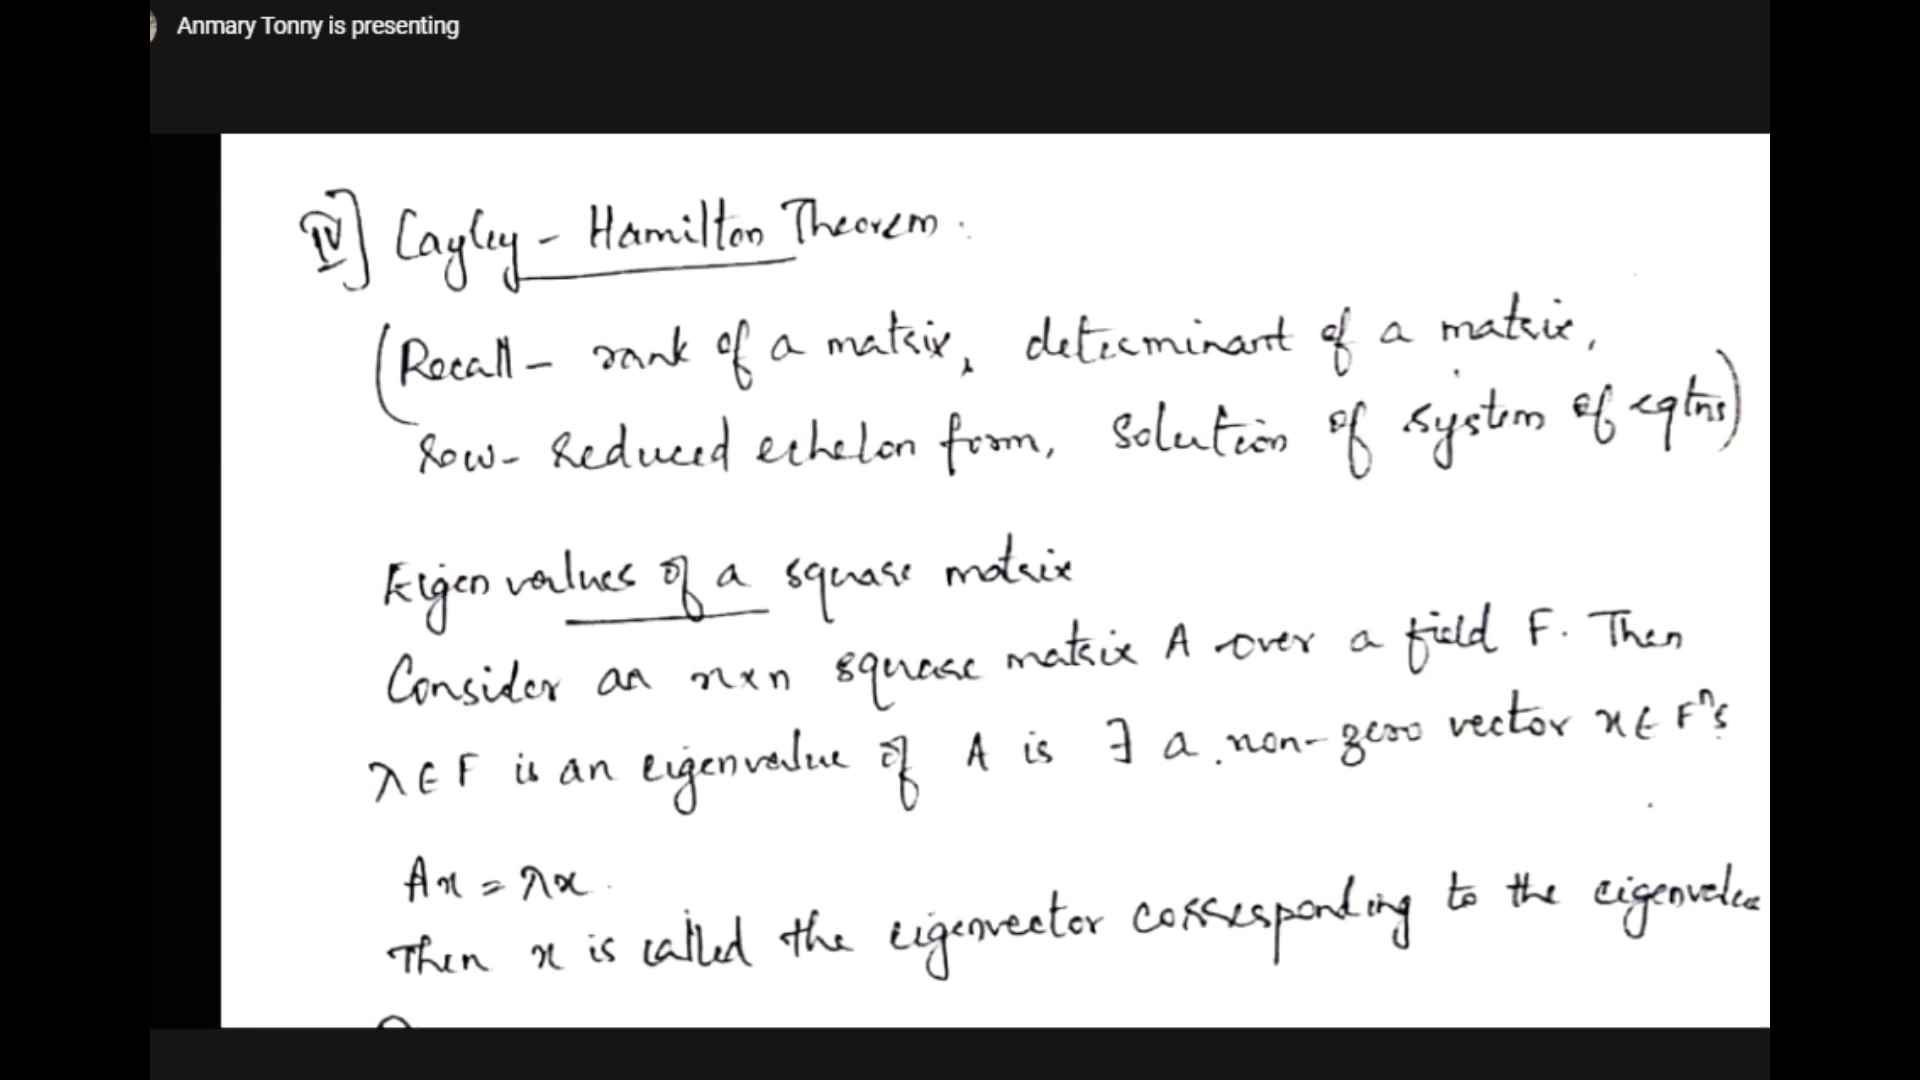 Anmary Tonny is presenting
IV] Cayley - Hamilton Theorem.
(Recall - rank of a matrix, determinant of a matrix,
row- reduced echelon form, solution of system of eqtns)
Eigen values of a square matrix
Consider an nxn square matrix A over a field F. Then
λ ∈ F is an eigenvalue of A is ∃ a non-zero vector x ∈ Fⁿ
Ax = λx.
Then x is called the eigenvector corresponding to the eigenvalue